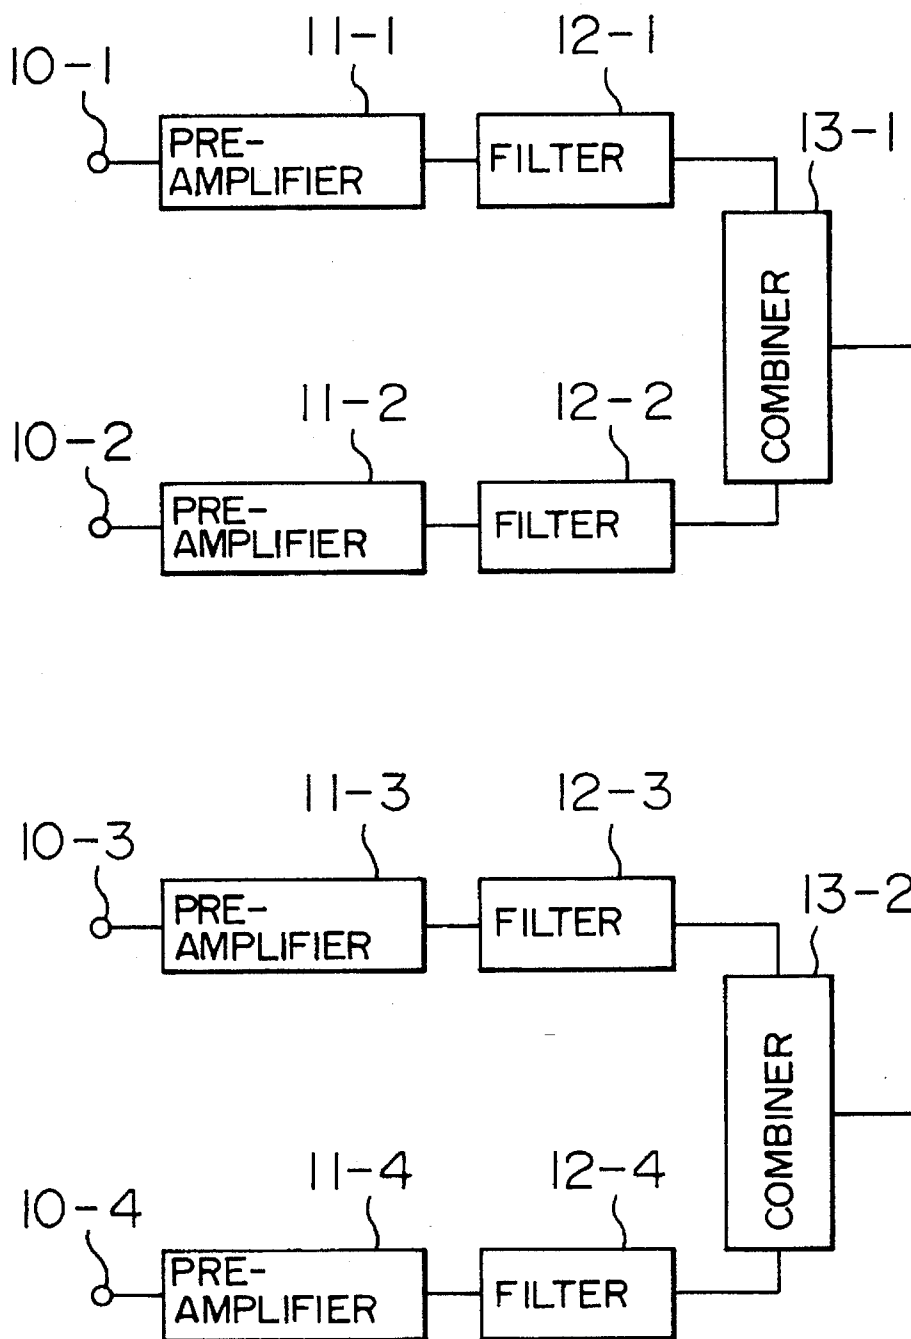 11-1
12-1
10-1
13-1
PRE-
AMPLIFIER
FILTER
COMBINER
11-2
12-2
10-2
PRE-
AMPLIFIER
FILTER
11-3
12-3
10-3
13-2
PRE-
AMPLIFIER
FILTER
COMBINER
11-4
12-4
10-4
PRE-
AMPLIFIER
FILTER